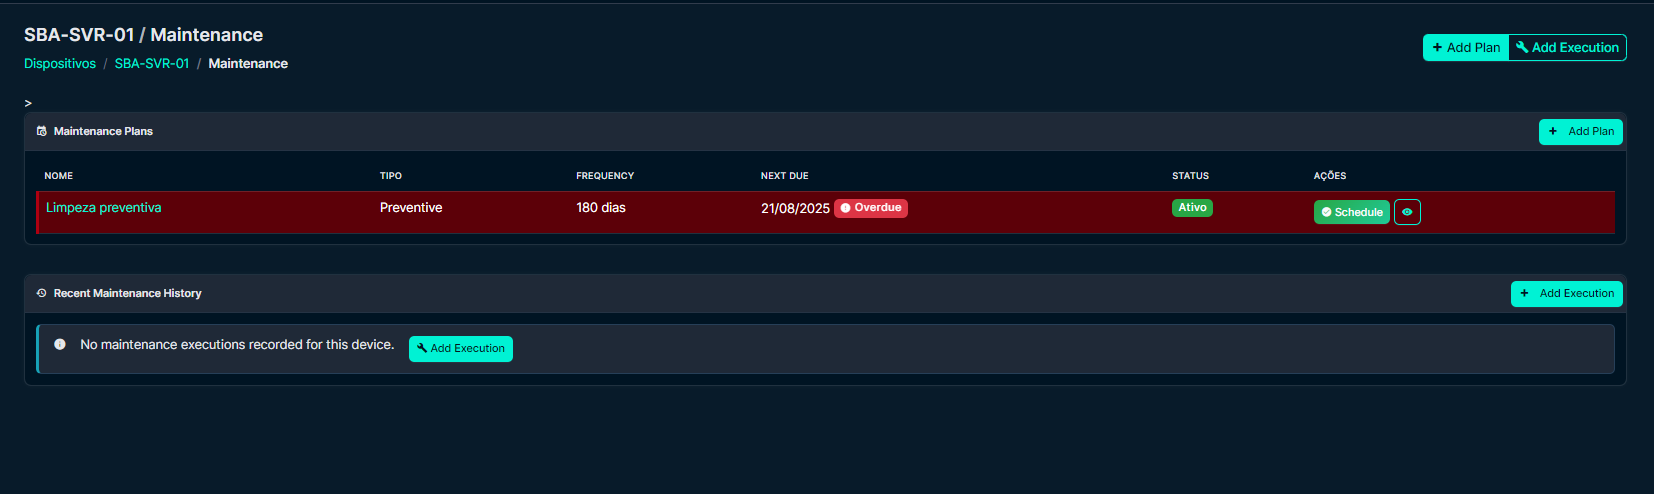 SBA-SVR-01 / Maintenance
+ Add Plan Add Execution
Dispositivos / SBA-SVR-01 / Maintenance
>
Maintenance Plans + Add Plan
NOME TIPO FREQUENCY NEXT DUE STATUS AÇÕES
Limpeza preventiva Preventive 180 dias 21/08/2025 Overdue Ativo Schedule
Recent Maintenance History + Add Execution
No maintenance executions recorded for this device. Add Execution